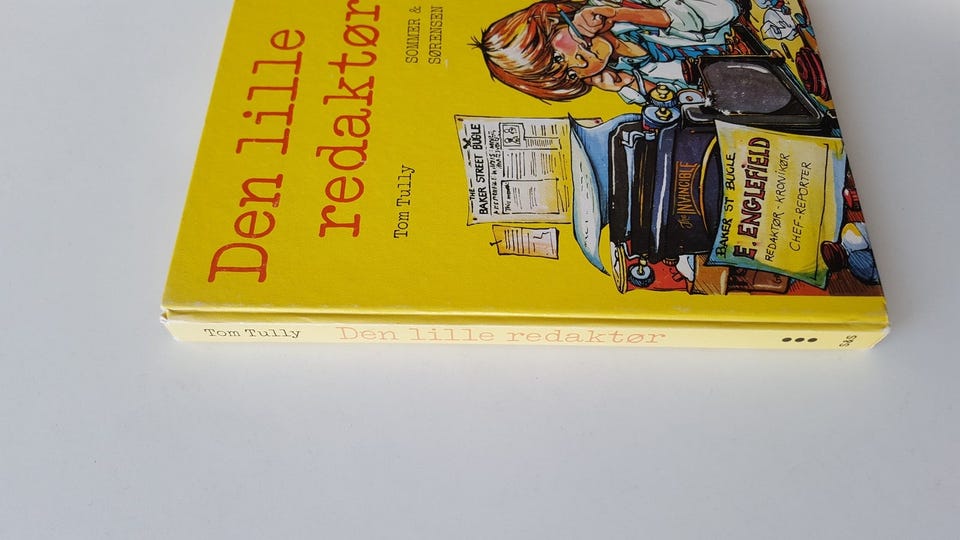 Den lille
redaktør
Tom Tully
SOMMER &
SØRENSEN
THE
BAKER STREET BUGLE
The INVINCIBLE
BAKER ST BUGLE
E. ENGLEFIELD
REDAKTØR-KRONIKØR
CHEF-REPORTER
Tom Tully Den lille redaktør S&S